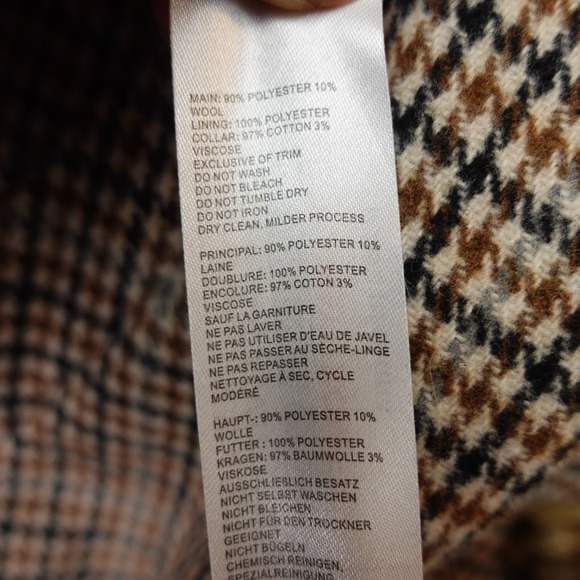 MAIN: 90% POLYESTER 10%
WOOL
LINING: 100% POLYESTER
COLLAR: 97% COTTON 3%
VISCOSE
EXCLUSIVE OF TRIM
DO NOT WASH
DO NOT BLEACH
DO NOT TUMBLE DRY
DO NOT IRON
DRY CLEAN, MILDER PROCESS
PRINCIPAL: 90% POLYESTER 10%
LAINE
DOUBLURE: 100% POLYESTER
ENCOLURE: 97% COTON 3%
VISCOSE
SAUF LA GARNITURE
NE PAS LAVER
NE PAS UTILISER D'EAU DE JAVEL
NE PAS PASSER AU SÈCHE-LINGE
NE PAS REPASSER
NETTOYAGE À SEC, CYCLE
MODÉRÉ
HAUPT-: 90% POLYESTER 10%
WOLLE
FUTTER : 100% POLYESTER
KRAGEN: 97% BAUMWOLLE 3%
VISKOSE
AUSSCHLIEßLICH BESATZ
NICHT SELBST WASCHEN
NICHT BLEICHEN
NICHT FÜR DEN TROCKNER
GEEIGNET
NICHT BÜGELN
CHEMISCH REINIGEN,
SPEZIALREINIGUNG